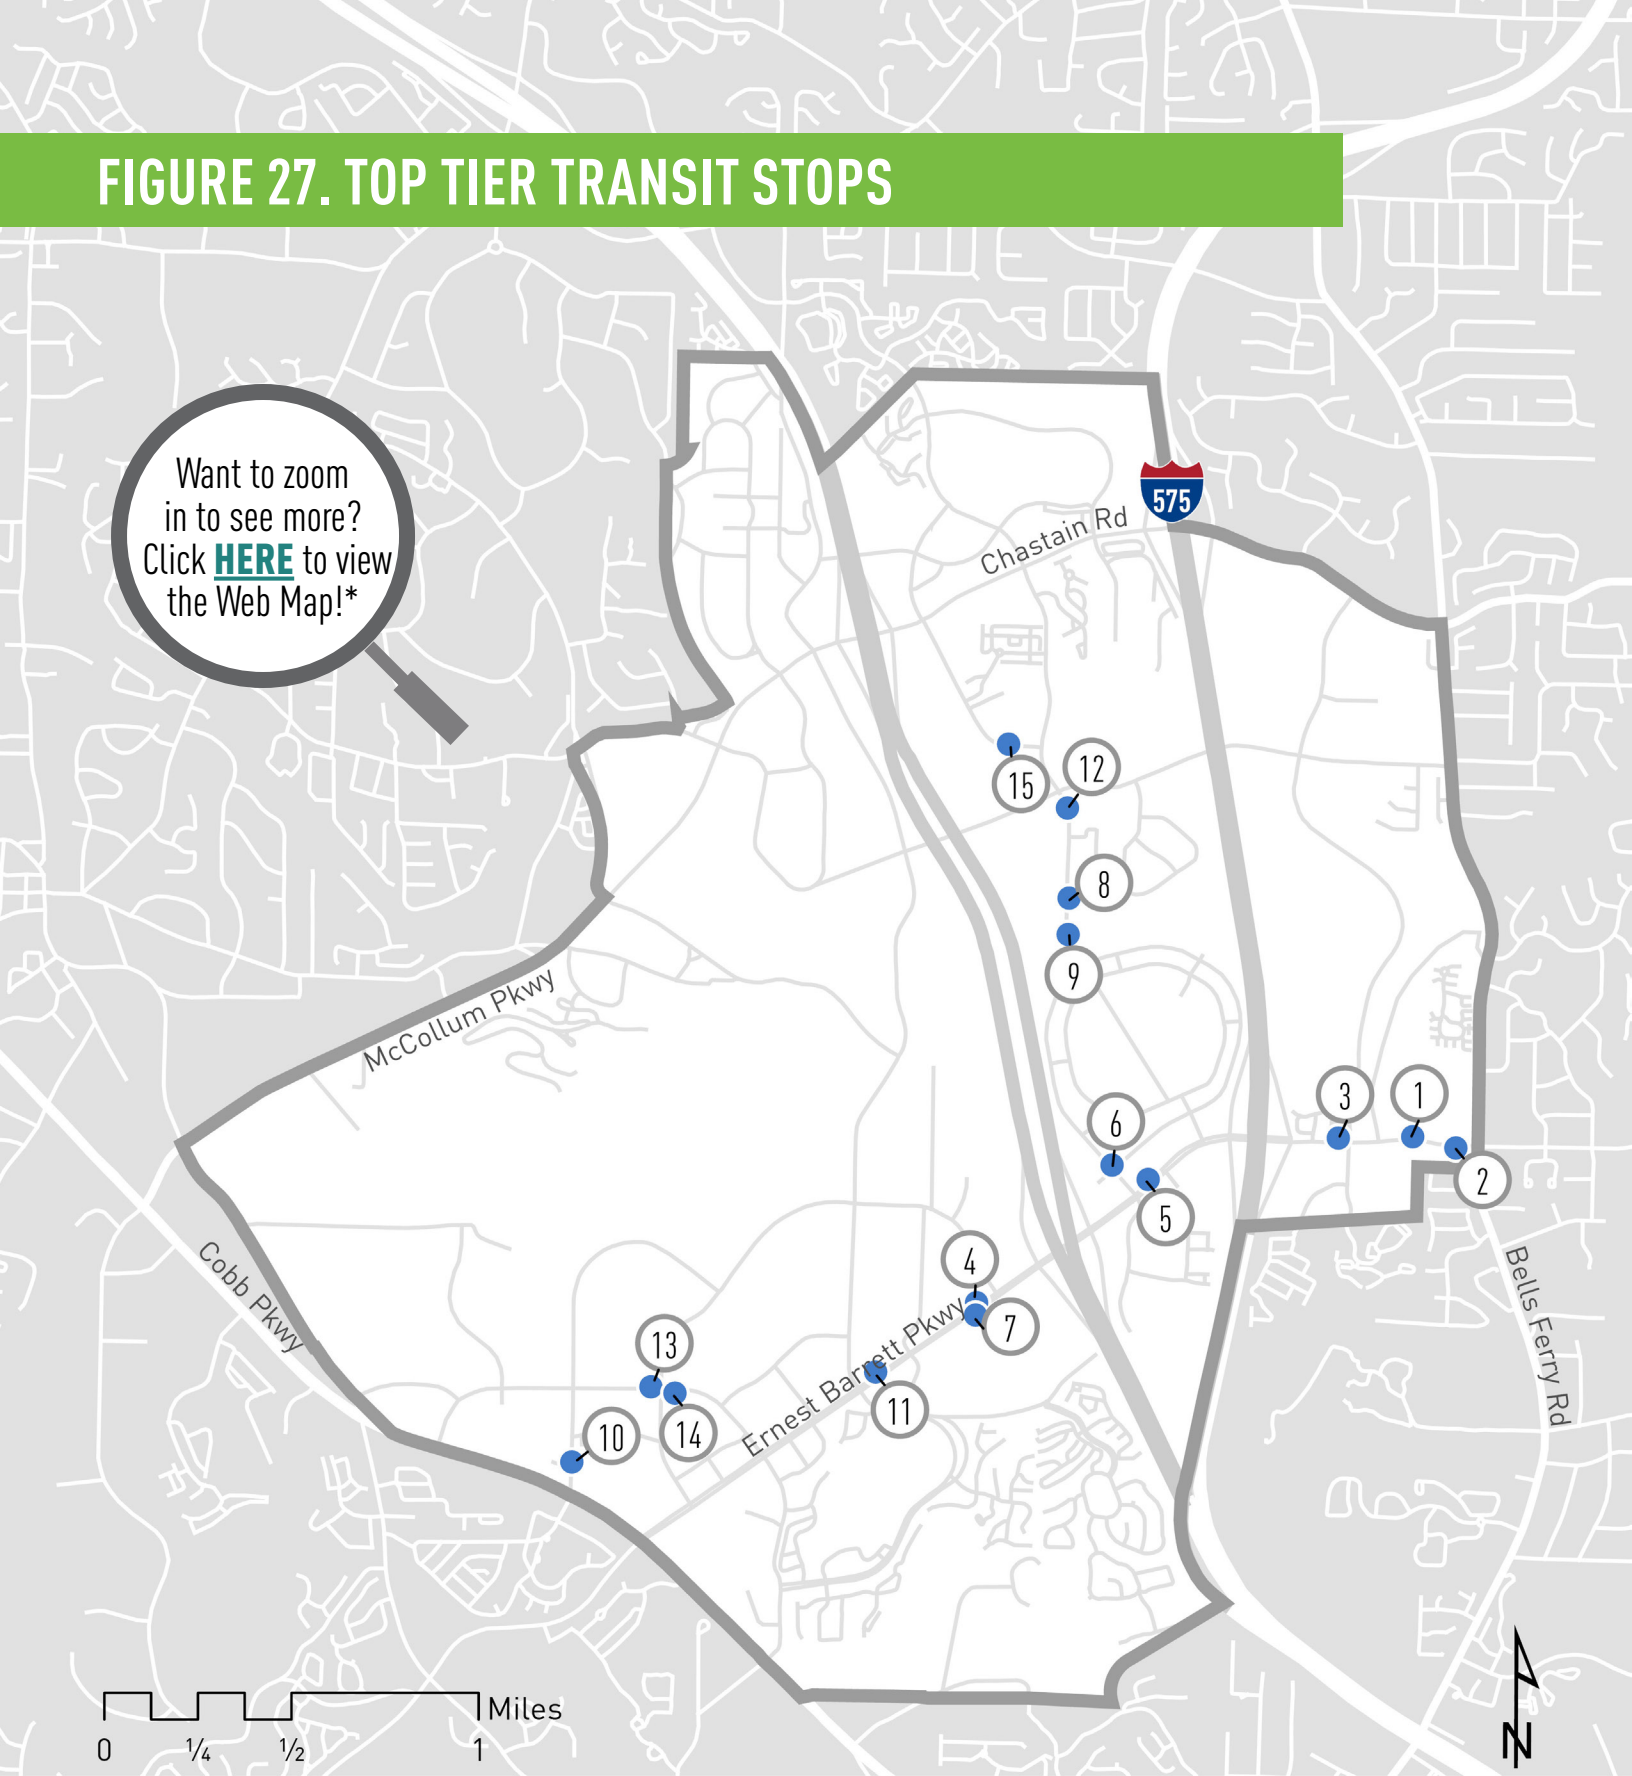 FIGURE 27. TOP TIER TRANSIT STOPS
Want to zoom
in to see more?
Click HERE to view
the Web Map!*
575
Chastain Rd
15
12
8
9
McCollum Pkwy
3
1
6
2
5
Cobb Pkwy
4
7
Bells Ferry Rd
13
Ernest Barrett Pkwy
11
14
10
Miles
0
¼
½
1
N